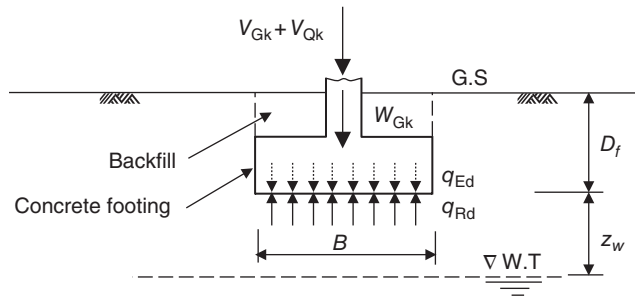 V_Gk + V_Qk
G.S
W_Gk
D_f
Backfill
q_Ed
Concrete footing
q_Rd
B
z_w
∇ W.T